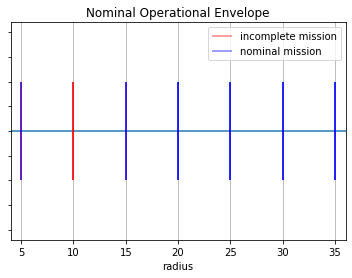 Nominal Operational Envelope
incomplete mission
nominal mission
5 10 15 20 25 30 35
radius